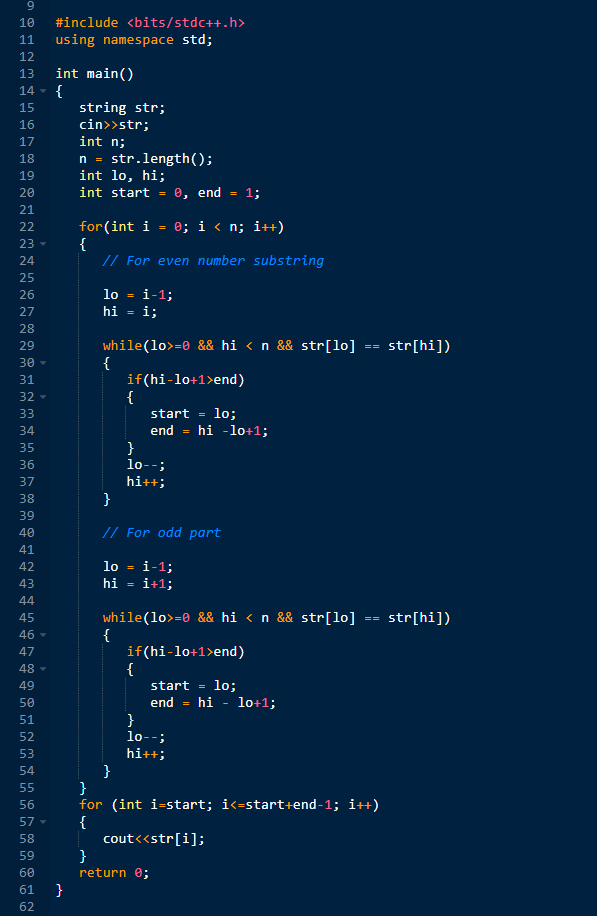 9
10 #include <bits/stdc++.h>
11 using namespace std;
12
13 int main()
14 {
15    string str;
16    cin>>str;
17    int n;
18    n = str.length();
19    int lo, hi;
20    int start = 0, end = 1;
21
22    for(int i = 0; i < n; i++)
23    {
24       // For even number substring
25
26       lo = i-1;
27       hi = i;
28
29       while(lo>=0 && hi < n && str[lo] == str[hi])
30       {
31          if(hi-lo+1>end)
32          {
33             start = lo;
34             end = hi -lo+1;
35          }
36          lo--;
37          hi++;
38       }
39
40       // For odd part
41
42       lo = i-1;
43       hi = i+1;
44
45       while(lo>=0 && hi < n && str[lo] == str[hi])
46       {
47          if(hi-lo+1>end)
48          {
49             start = lo;
50             end = hi - lo+1;
51          }
52          lo--;
53          hi++;
54       }
55    }
56    for (int i=start; i<=start+end-1; i++)
57    {
58       cout<<str[i];
59    }
60    return 0;
61 }
62